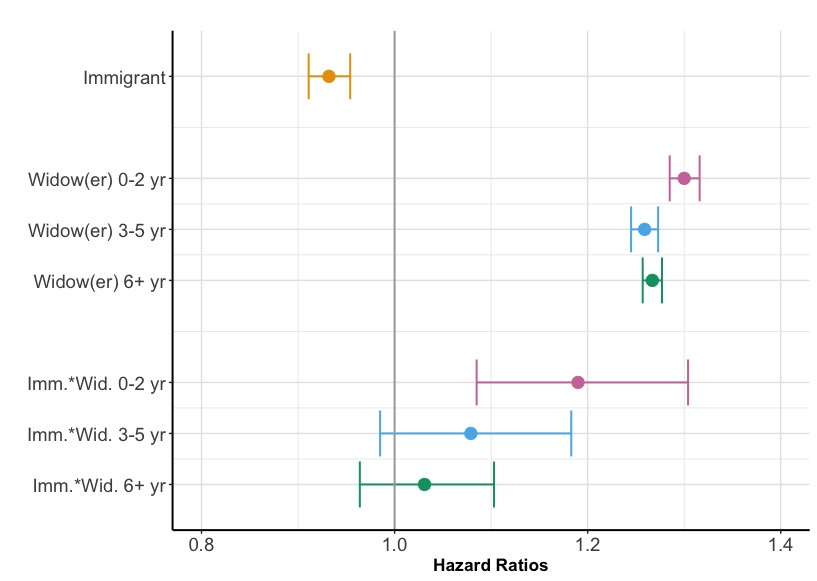 Immigrant
Widow(er) 0-2 yr
Widow(er) 3-5 yr
Widow(er) 6+ yr
Imm.*Wid. 0-2 yr
Imm.*Wid. 3-5 yr
Imm.*Wid. 6+ yr
0.8 1.0 1.2 1.4
Hazard Ratios